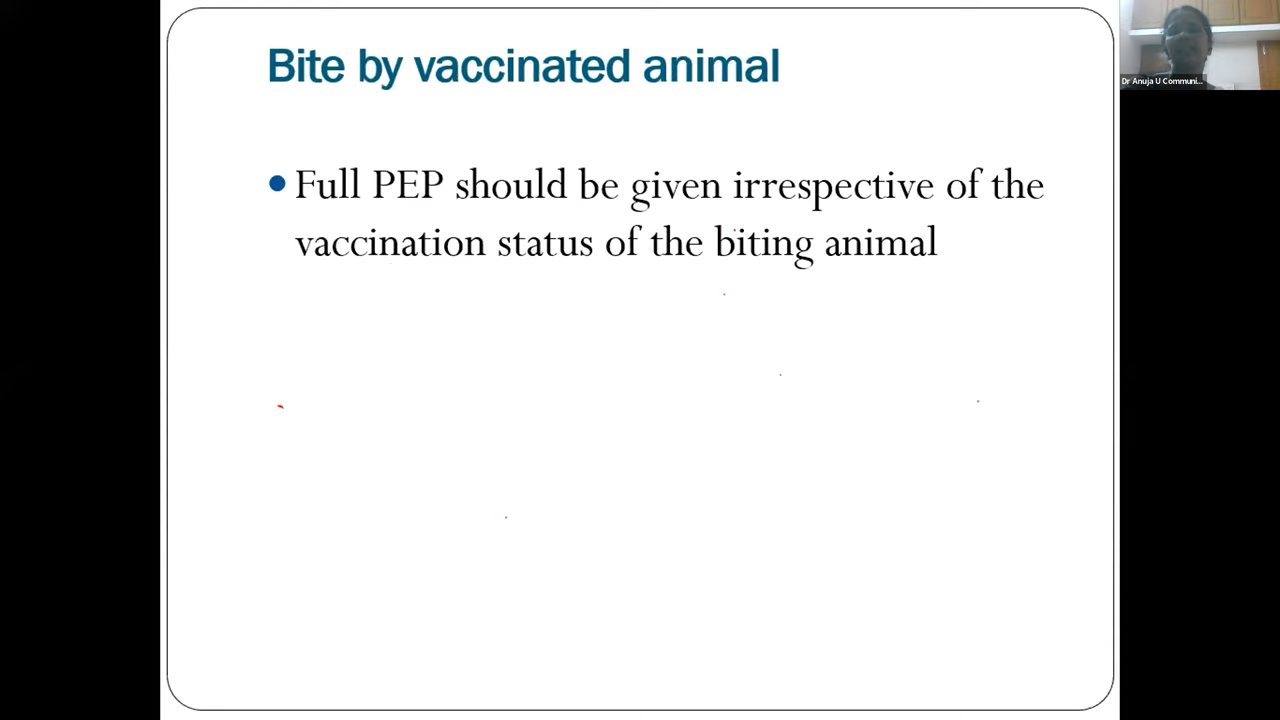 Bite by vaccinated animal
Full PEP should be given irrespective of the
vaccination status of the biting animal
Dr Anuja U Communi...